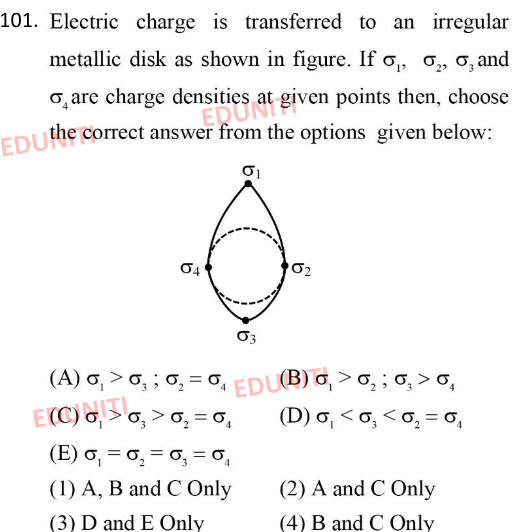 101. Electric charge is transferred to an irregular
metallic disk as shown in figure. If σ₁, σ₂, σ₃ and
σ₄ are charge densities at given points then, choose
the correct answer from the options given below:
EDUNITI
EDUNITI
σ₁
σ₄
σ₂
σ₃
(A) σ₁ > σ₃ ; σ₂ = σ₄ (B) σ₁ > σ₂ ; σ₃ > σ₄
EDUNITI
(C) σ₁ > σ₃ > σ₂ = σ₄ (D) σ₁ < σ₃ < σ₂ = σ₄
EDUNITI
(E) σ₁ = σ₂ = σ₃ = σ₄
(1) A, B and C Only (2) A and C Only
(3) D and E Only (4) B and C Only